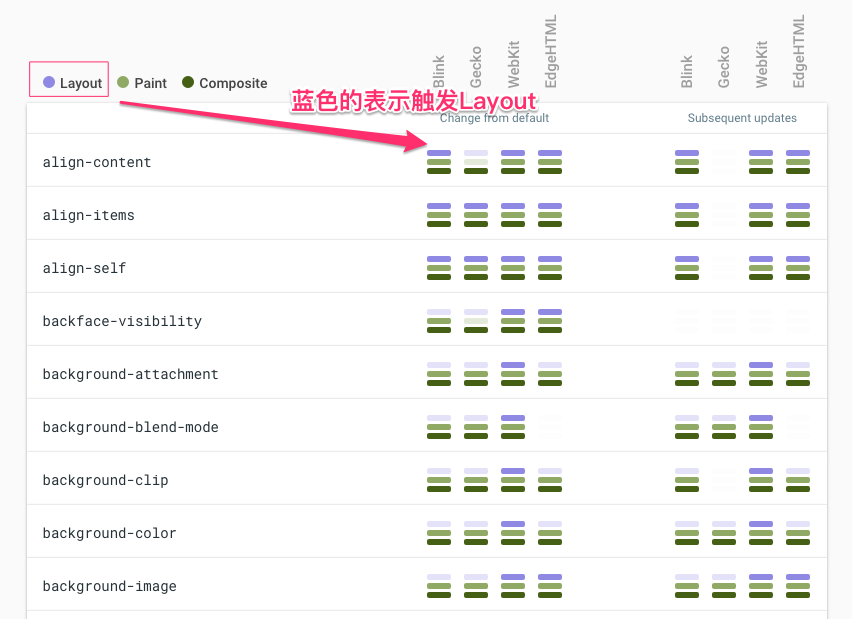 Blink Gecko WebKit EdgeHTML Blink Gecko WebKit EdgeHTML
Layout Paint Composite
蓝色的表示触发Layout
Change from default Subsequent updates
align-content
align-items
align-self
backface-visibility
background-attachment
background-blend-mode
background-clip
background-color
background-image